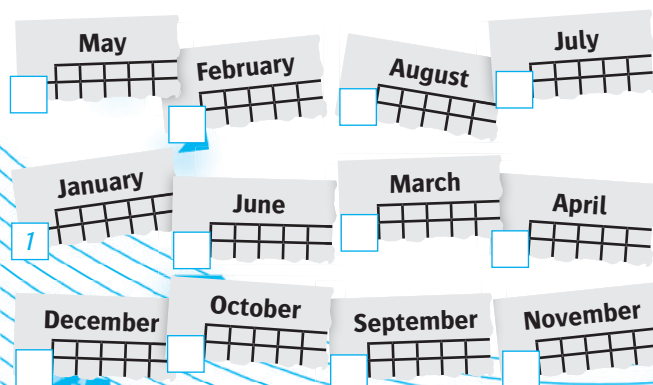 May
February
August
July
January
1
June
March
April
December
October
September
November